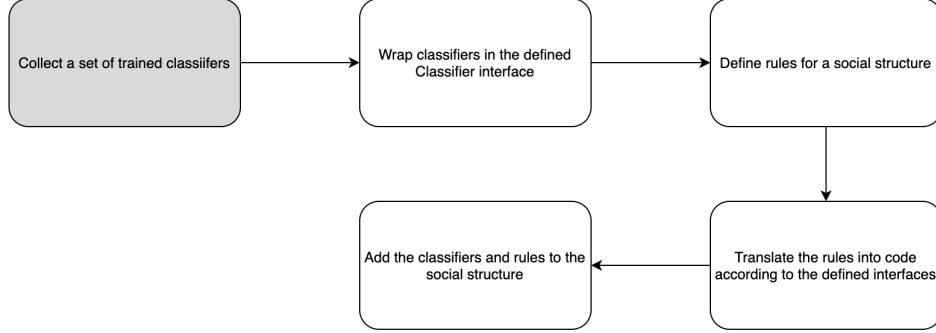 Collect a set of trained classiifers
Wrap classifiers in the defined
Classifier interface
Define rules for a social structure
Translate the rules into code
according to the defined interfaces
Add the classifiers and rules to the
social structure